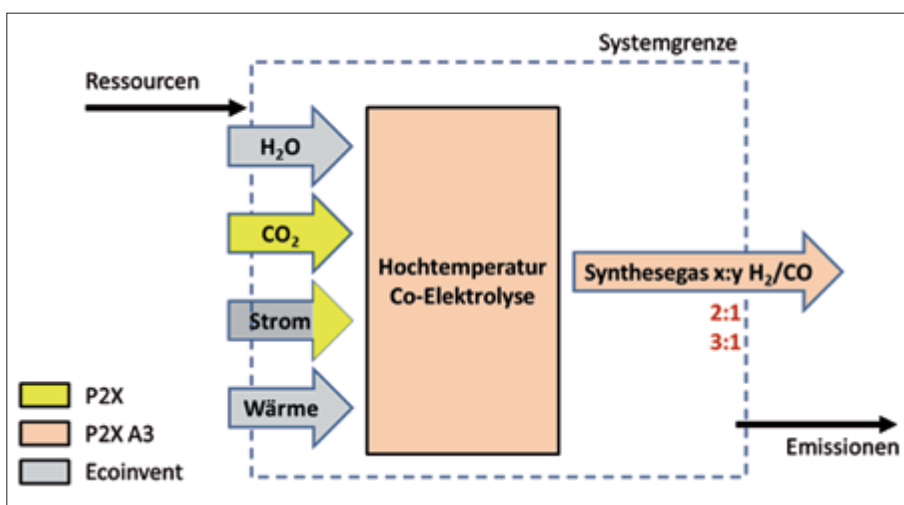 Systemgrenze
Ressourcen
H₂O
CO₂
Strom
Wärme
Hochtemperatur
Co-Elektrolyse
Synthesegas x:y H₂/CO
2:1
3:1
Emissionen
P2X
P2X A3
Ecoinvent